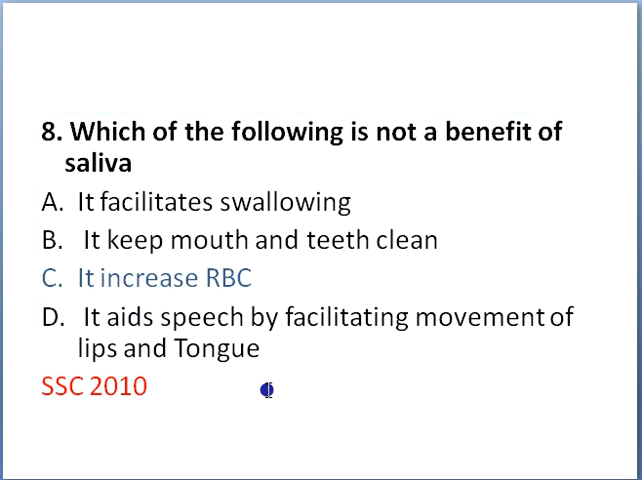 8. Which of the following is not a benefit of
saliva
A. It facilitates swallowing
B. It keep mouth and teeth clean
C. It increase RBC
D. It aids speech by facilitating movement of
lips and Tongue
SSC 2010